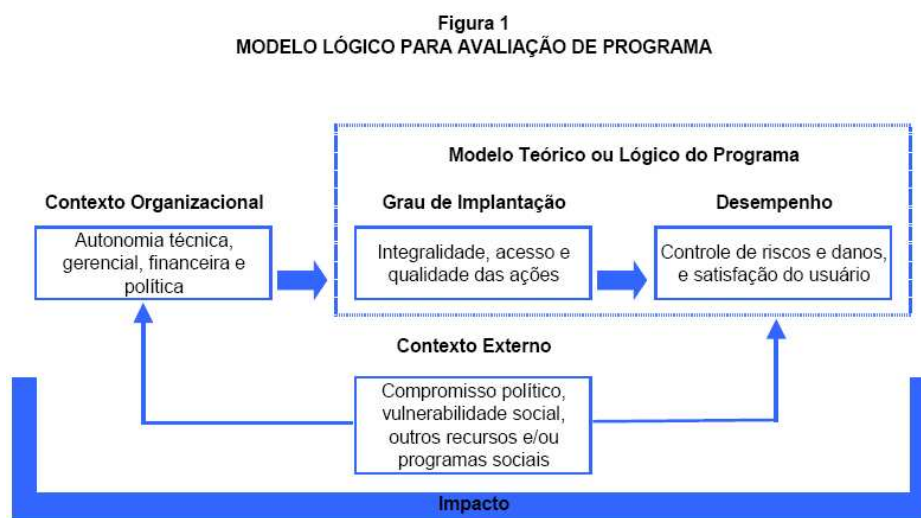 Figura 1
MODELO LÓGICO PARA AVALIAÇÃO DE PROGRAMA
Modelo Teórico ou Lógico do Programa
Contexto Organizacional
Autonomia técnica,
gerencial, financeira e
política
Grau de Implantação
Integralidade, acesso e
qualidade das ações
Desempenho
Controle de riscos e danos,
e satisfação do usuário
Contexto Externo
Compromisso político,
vulnerabilidade social,
outros recursos e/ou
programas sociais
Impacto